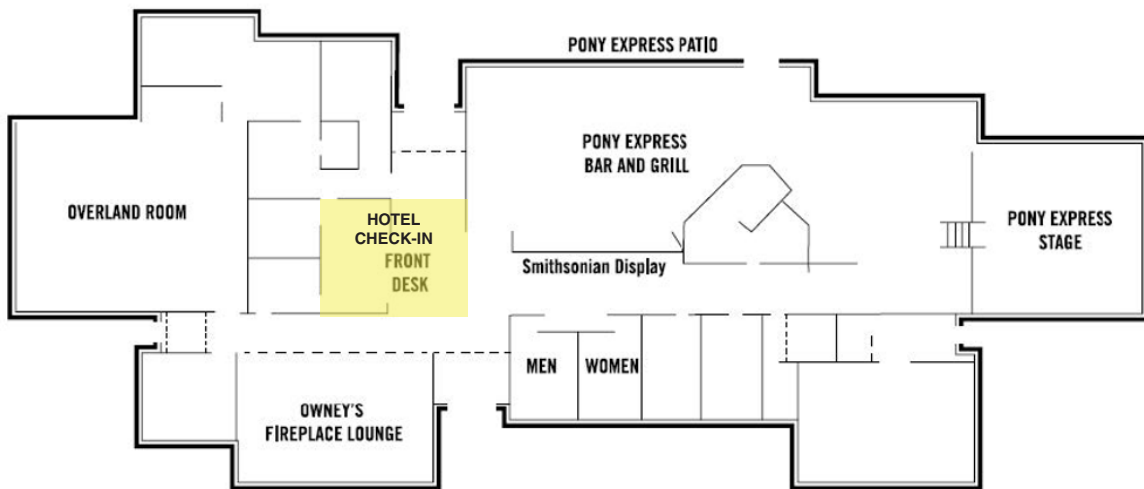 PONY EXPRESS PATIO
PONY EXPRESS
BAR AND GRILL
OVERLAND ROOM
HOTEL
CHECK-IN
FRONT
DESK
PONY EXPRESS
STAGE
Smithsonian Display
MEN
WOMEN
OWNEY'S
FIREPLACE LOUNGE